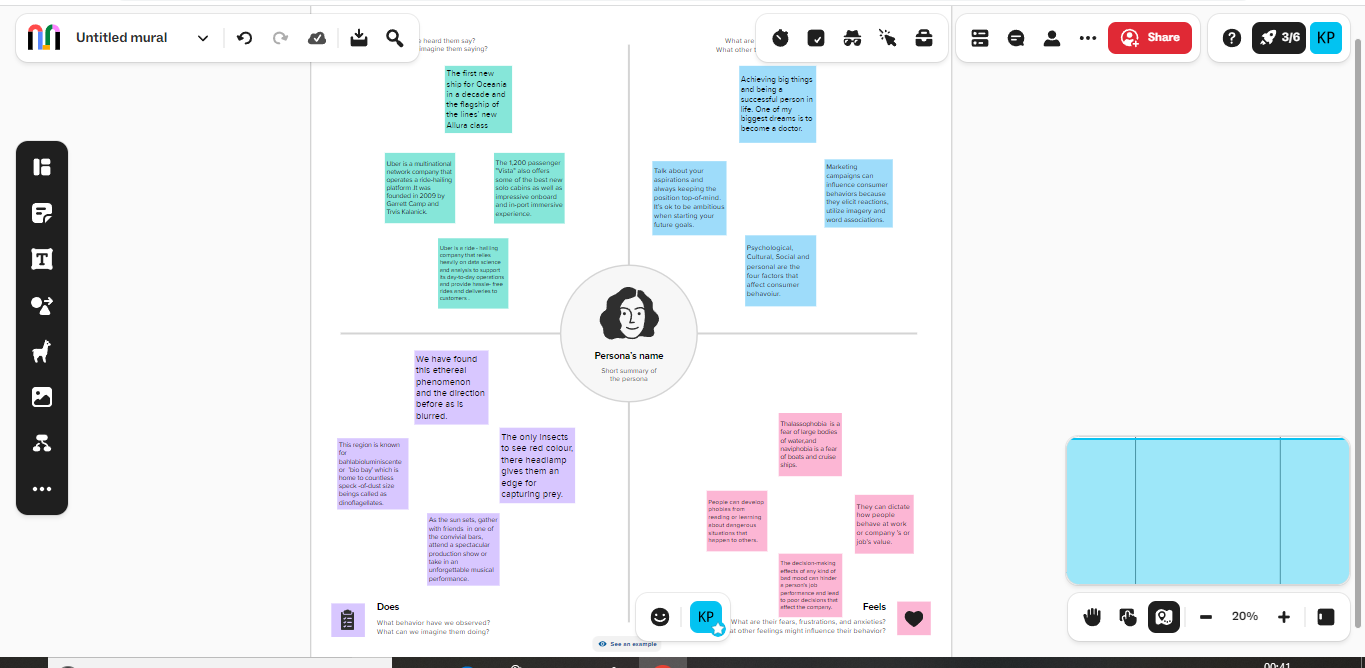 Untitled mural
Share
3/6
KP
heard them say?
imagine them saying?
What are
What other
The first new
ship for Oceania
in a decade and
the flagship of
the lines' new
Allura class
Uber is a multinational
network company that
operates a ride-hailing
platform .It was
founded in 2009 by
Garrett Camp and
Trvis Kalanick.
The 1,200 passenger
"Vista" also offers
some of the best new
solo cabins as well as
impressive onboard
and in-port immersive
experience.
Uber is a ride - hailing
company that relies
heavily on data science
and analysis to support
its day-to-day operations
and provide hassle- free
rides and deliveries to
customers .
Achieving big things
and being a
successful person in
life. One of my
biggest dreams is to
become a doctor.
Talk about your
aspirations and
always keeping the
position top-of-mind.
It's ok to be ambitious
when starting your
future goals.
Marketing
campaigns can
influence consumer
behaviors because
they elicit reactions,
utilize imagery and
word associations.
Psychological,
Cultural, Social and
personal are the
four factors that
affect consumer
behavoiur.
Persona's name
Short summary of
the persona
We have found
this ethereal
phenomenon
and the direction
before as is
blurred.
This region is known
for
bahiabioluminiscente
or 'bio bay' which is
home to countless
speck -of-dust size
beings called as
dinoflagellates.
The only insects
to see red colour,
there headlamp
gives them an
edge for
capturing prey.
As the sun sets, gather
with friends in one of
the convivial bars,
attend a spectacular
production show or
take in an
unforgettable musical
performance.
Thalassophobia is a
fear of large bodies
of water,and
naviphobia is a fear
of boats and cruise
ships.
People can develop
phobias from
reading or learning
about dangerous
situations that
happen to others.
They can dictate
how people
behave at work
or company 's or
job's value.
The decision-making
effects of any kind of
bad mood can hinder
a person's job
performance and lead
to poor decisions that
affect the company.
Does
What behavior have we observed?
What can we imagine them doing?
KP
Feels
What are their fears, frustrations, and anxieties?
at other feelings might influence their behavior?
See an example
20%
00:41